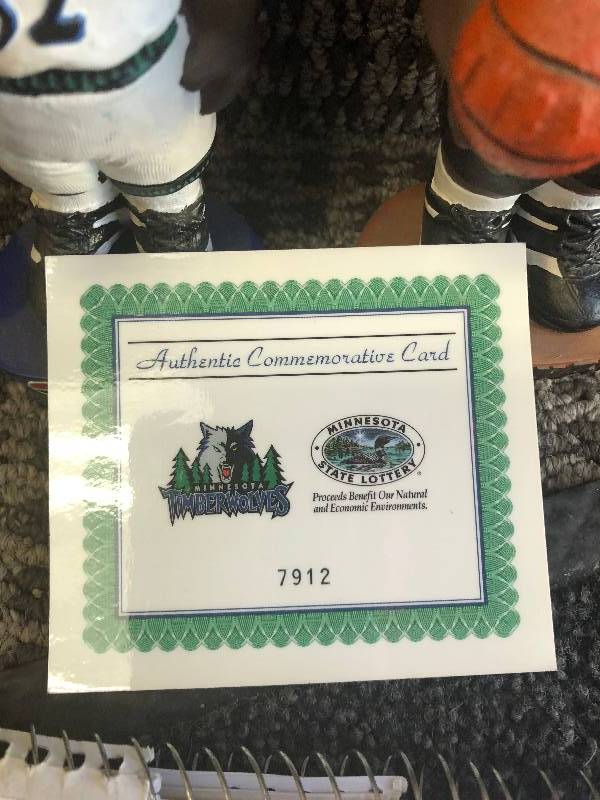 Authentic Commemorative Card
MINNESOTA
TIMBERWOLVES
MINNESOTA
STATE LOTTERY®
Proceeds Benefit Our Natural
and Economic Environments.
7912